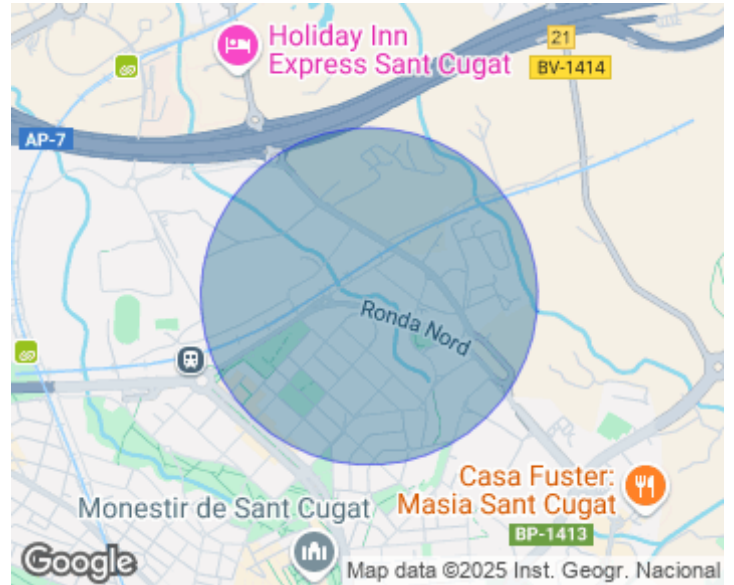 Holiday Inn
Express Sant Cugat
21
BV-1414
AP-7
Ronda Nord
Casa Fuster:
Masia Sant Cugat
Monestir de Sant Cugat
BP-1413
Google
Map data ©2025 Inst. Geogr. Nacional